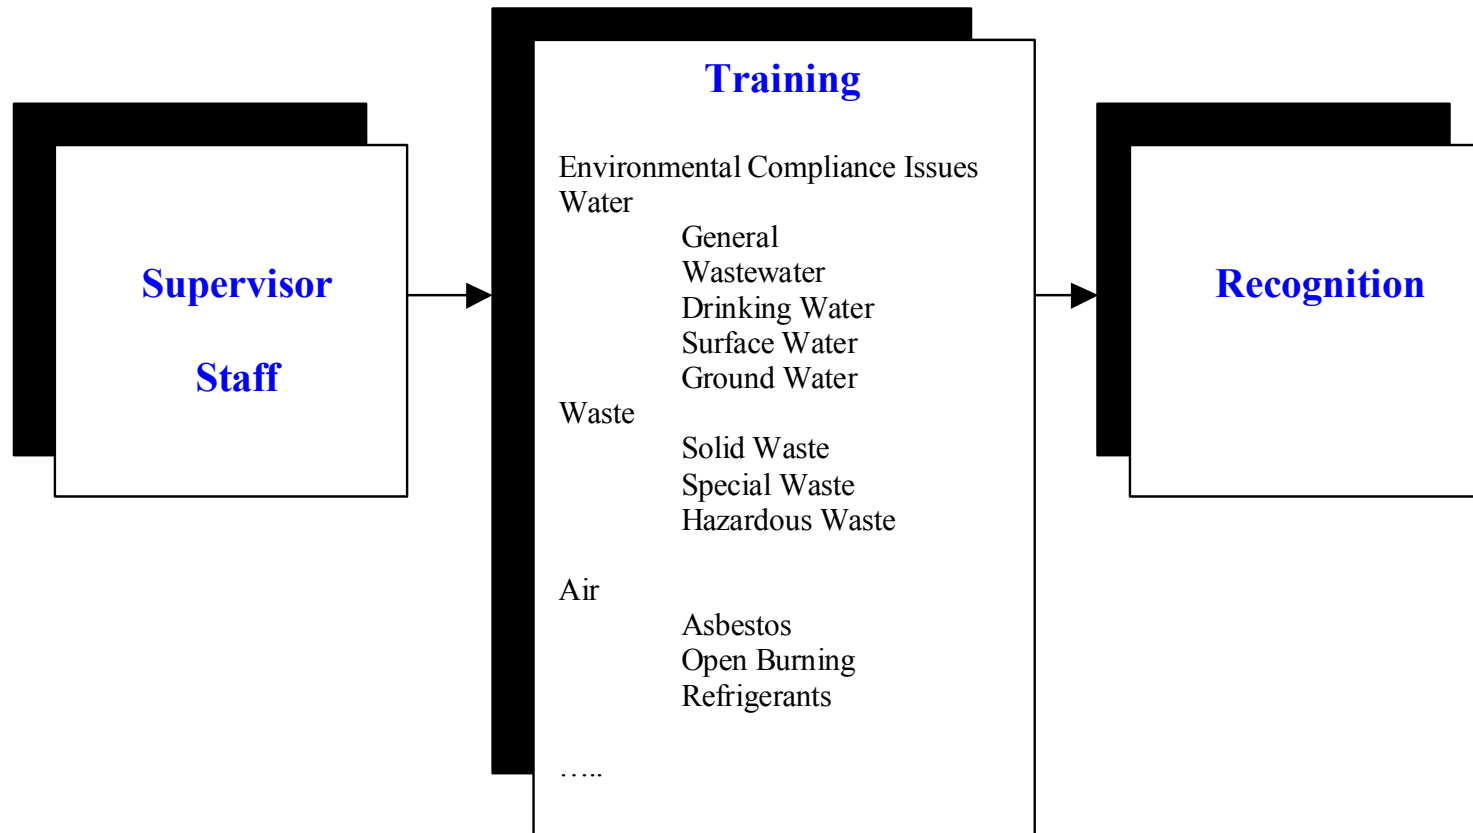 Supervisor
Staff
Training
Environmental Compliance Issues
Water
General
Wastewater
Drinking Water
Surface Water
Ground Water
Waste
Solid Waste
Special Waste
Hazardous Waste
Air
Asbestos
Open Burning
Refrigerants
…..
Recognition